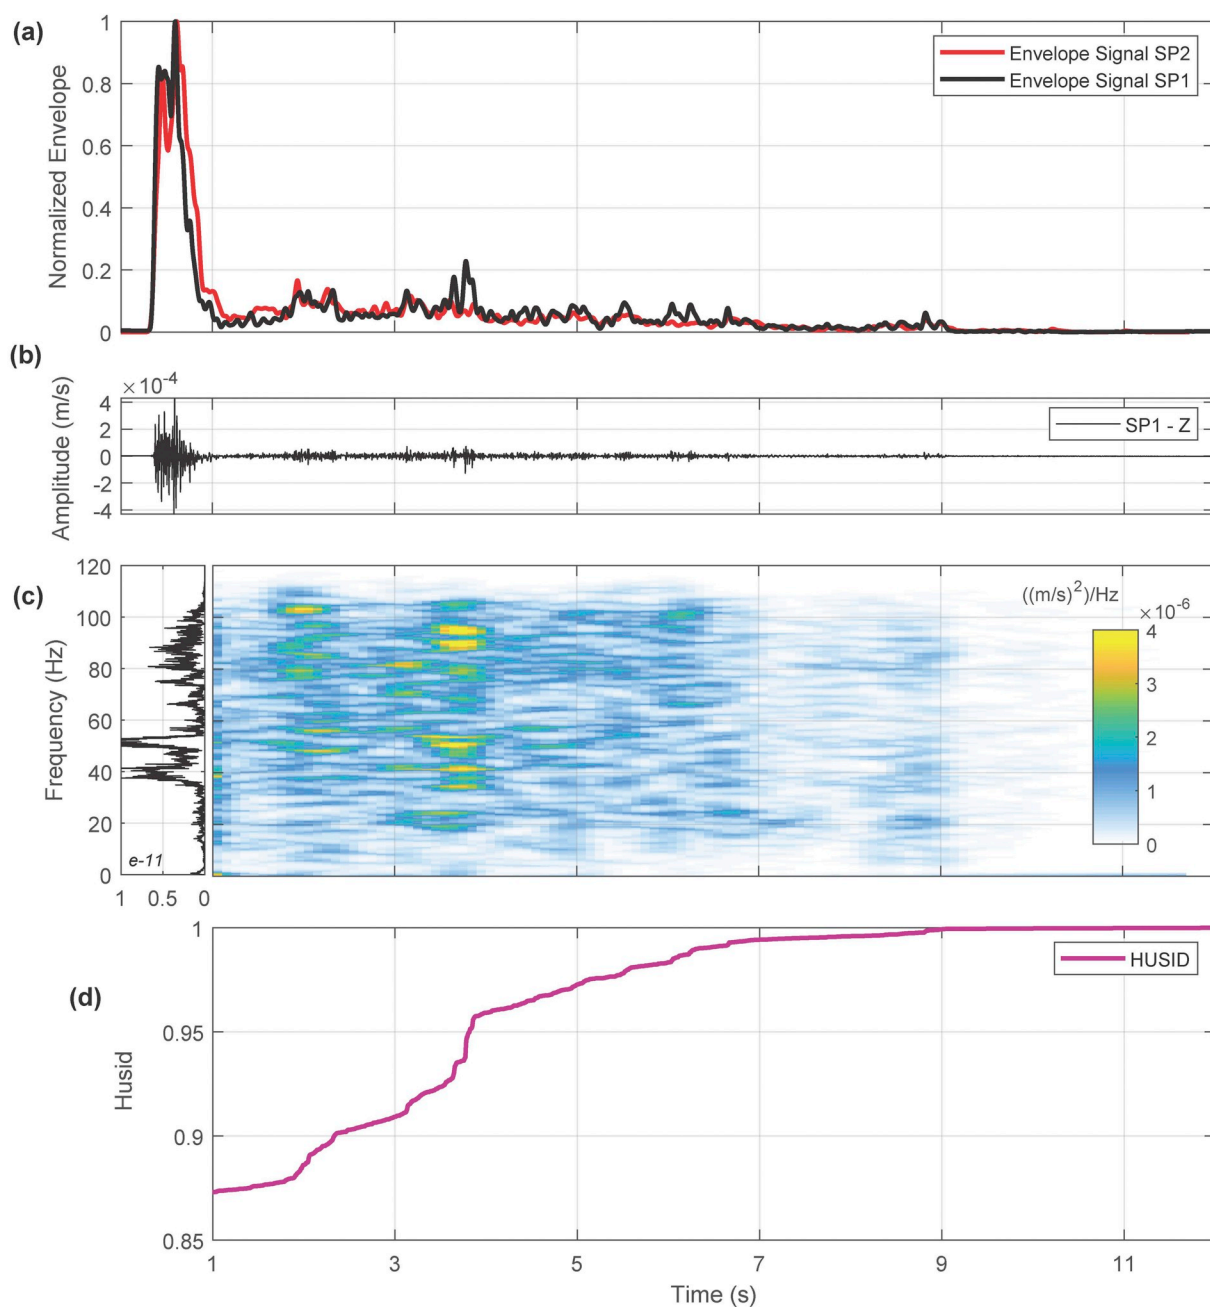 (a)
Normalized Envelope
1
0.8
0.6
0.4
0.2
0
Envelope Signal SP2
Envelope Signal SP1
(b)
Amplitude (m/s)
×10-4
4
2
0
-2
-4
SP1 - Z
(c)
Frequency (Hz)
120
100
80
60
40
20
0
e-11
1 0.5 0
((m/s)2)/Hz
×10-6
4
3
2
1
0
(d)
Husid
1
0.95
0.9
0.85
HUSID
1 3 5 7 9 11
Time (s)